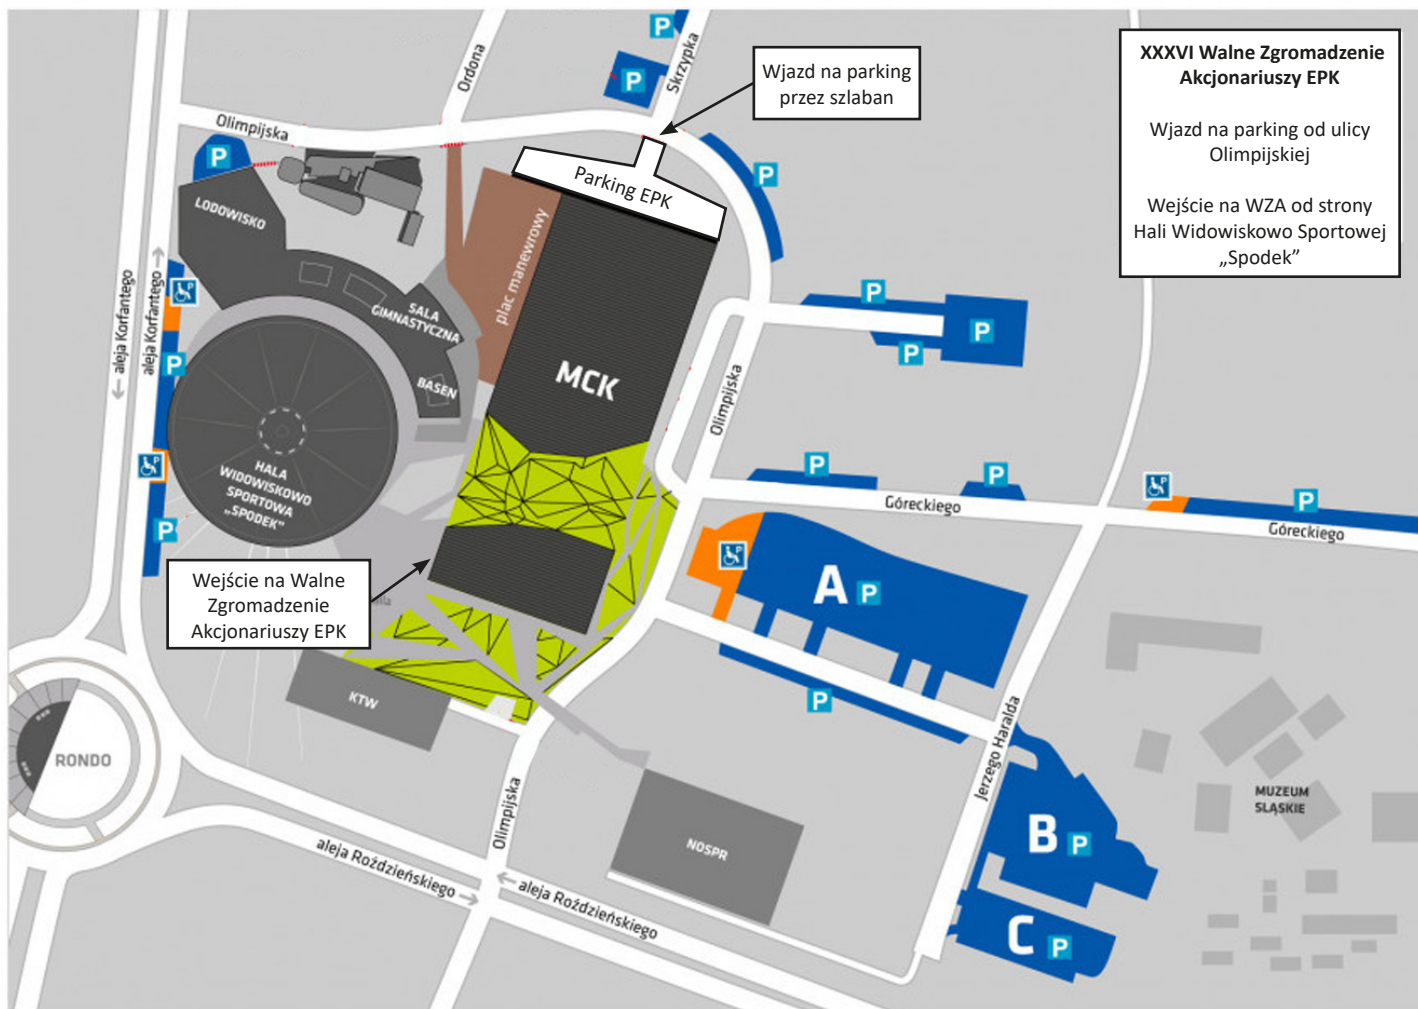 P
Skrzypka
Ordona
P
Wjazd na parking
przez szlaban
XXXVI Walne Zgromadzenie
Akcjonariuszy EPK
Wjazd na parking od ulicy
Olimpijskiej
Wejście na WZA od strony
Hali Widowiskowo Sportowej
„Spodek”
Olimpijska
P
Parking EPK
P
LODOWISKO
plac manewrowy
aleja Korfantego
aleja Korfantego
P
SALA
GIMNASTYCZNA
P
P
P
P
BASEN
MCK
Olimpijska
P
HALA
WIDOWISKOWO
SPORTOWA
„SPODEK”
P
P
P
P
Góreckiego
P
Góreckiego
P
A P
Wejście na Walne
Zgromadzenie
Akcjonariuszy EPK
KTW
P
Jerzego Haralda
RONDO
Olimpijska
MUZEUM
SLĄSKIE
B P
NOSPR
aleja Roździeńskiego
aleja Roździeńskiego
C P